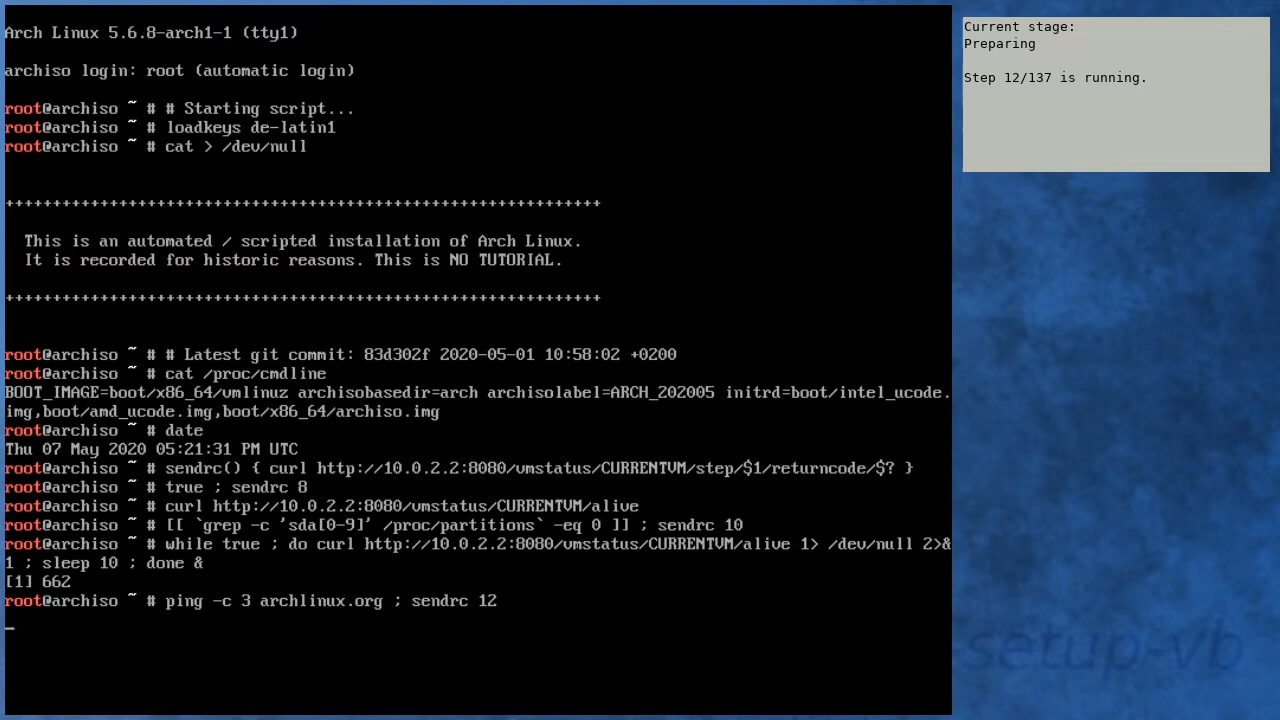 Arch Linux 5.6.8-arch1-1 (tty1)
archiso login: root (automatic login)
root@archiso ~ # # Starting script...
root@archiso ~ # loadkeys de-latin1
root@archiso ~ # cat > /dev/null
+++++++++++++++++++++++++++++++++++++++++++++++++++++++++++++++
This is an automated / scripted installation of Arch Linux.
It is recorded for historic reasons. This is NO TUTORIAL.
+++++++++++++++++++++++++++++++++++++++++++++++++++++++++++++++
root@archiso ~ # # Latest git commit: 83d302f 2020-05-01 10:58:02 +0200
root@archiso ~ # cat /proc/cmdline
BOOT_IMAGE=boot/x86_64/vmlinuz archisobasedir=arch archisolabel=ARCH_202005 initrd=boot/intel_ucode.
img,boot/amd_ucode.img,boot/x86_64/archiso.img
root@archiso ~ # date
Thu 07 May 2020 05:21:31 PM UTC
root@archiso ~ # sendrc() { curl http://10.0.2.2:8080/vmstatus/CURRENTVM/step/$1/returncode/$? }
root@archiso ~ # true ; sendrc 8
root@archiso ~ # curl http://10.0.2.2:8080/vmstatus/CURRENTVM/alive
root@archiso ~ # [[ `grep -c 'sda[0-9]' /proc/partitions` -eq 0 ]] ; sendrc 10
root@archiso ~ # while true ; do curl http://10.0.2.2:8080/vmstatus/CURRENTVM/alive 1> /dev/null 2>&
1 ; sleep 10 ; done &
[1] 662
root@archiso ~ # ping -c 3 archlinux.org ; sendrc 12
_
Current stage:
Preparing
Step 12/137 is running.
-setup-vb